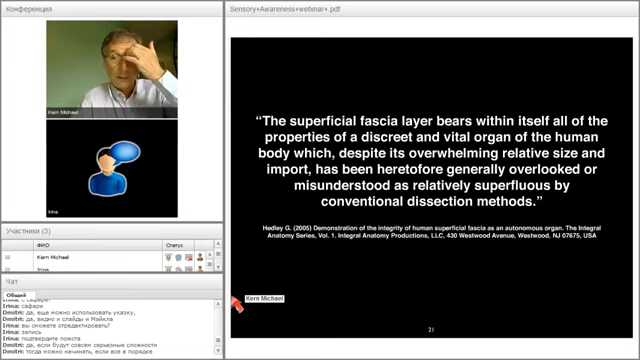 Конференция
Kern Michael
Irina
Участники (3)
ФИО
Статус
Kern Michael
Irina
Чат
Общий
Irina: сафари
Dmitri: да, еще можно использовать указку,
Dmitri: да, видно и слайды и Майкла
Irina: вы сможете отредактировать?
Irina: запись
Irina: подтвердите пожста
Dmitri: да, если будут совсем серьезные сложности
Dmitri: тогда можно начинать, если все в порядов
Sensory+Awareness+webinar+.pdf
“The superficial fascia layer bears within itself all of the
properties of a discreet and vital organ of the human
body which, despite its overwhelming relative size and
import, has been heretofore generally overlooked or
misunderstood as relatively superfluous by
conventional dissection methods.”
Hedley G. (2005) Demonstration of the integrity of human superficial fascia as an autonomous organ. The Integral
Anatomy Series, Vol. 1. Integral Anatomy Productions, LLC, 430 Westwood Avenue, Westwood, NJ 07675, USA
Kern Michael
21